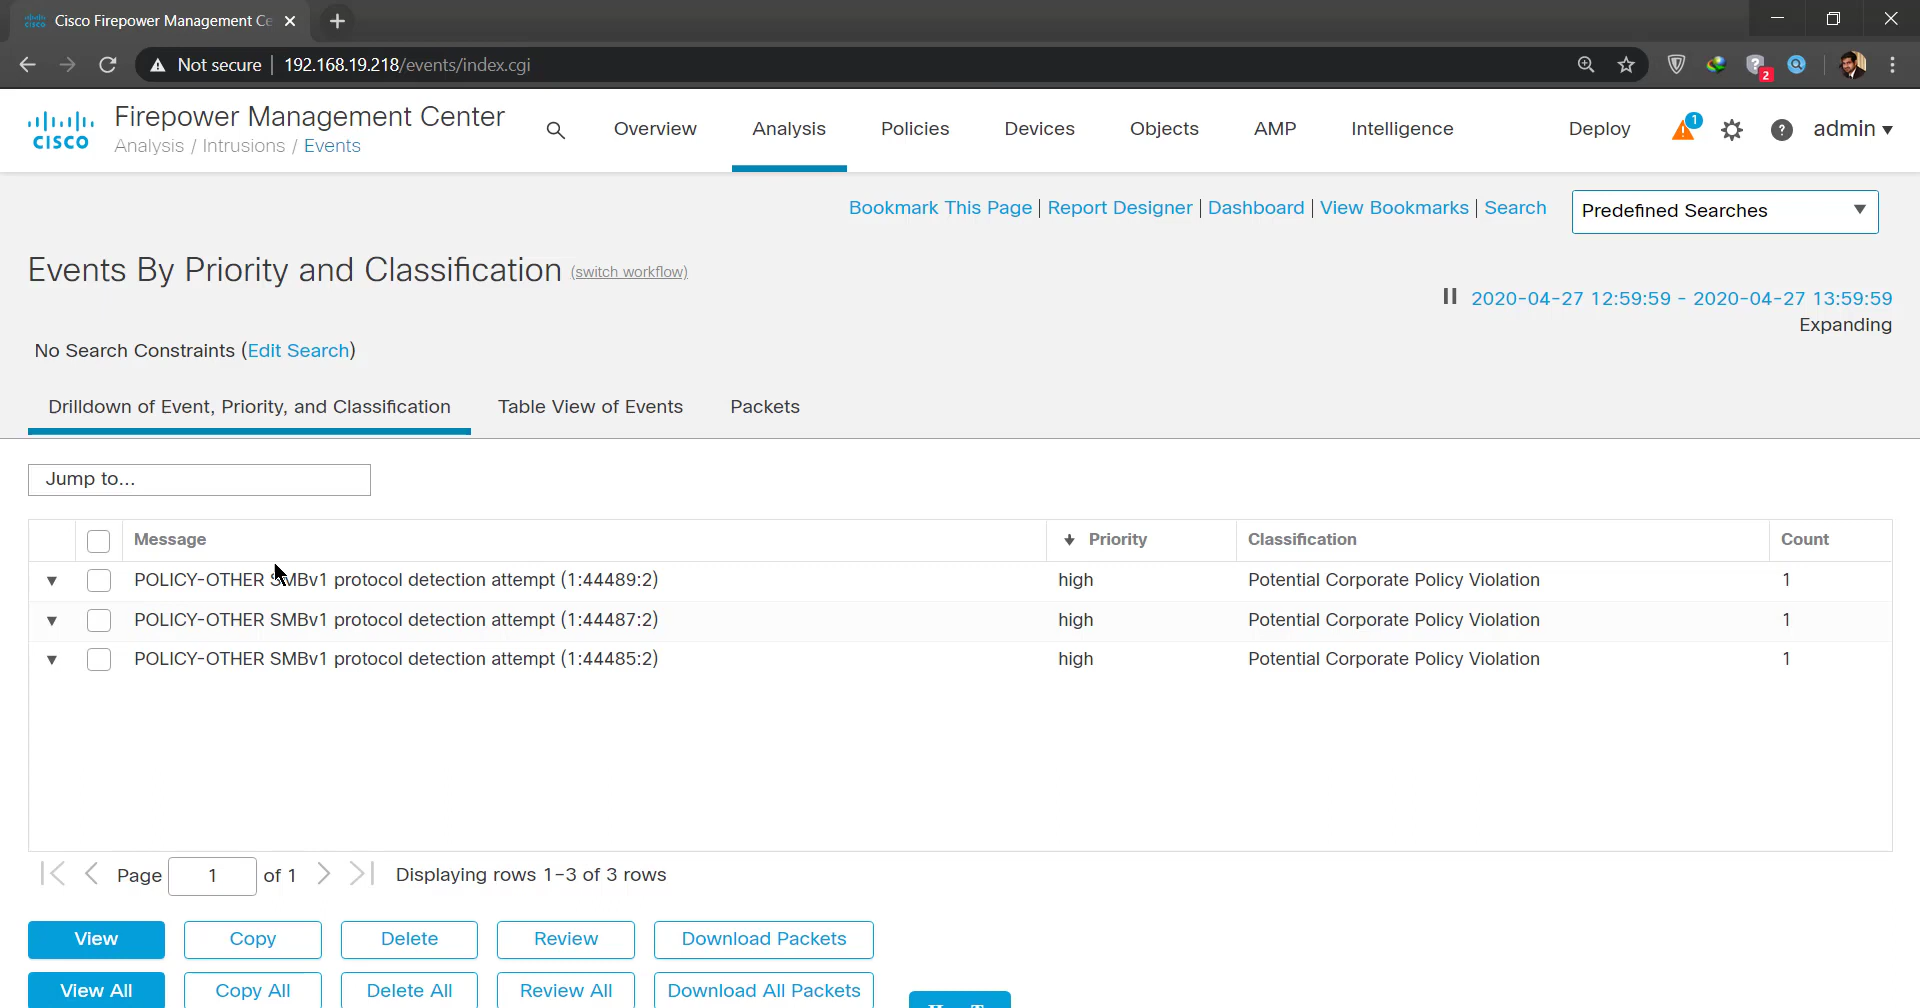 Cisco Firepower Management Ce
Not secure | 192.168.19.218/events/index.cgi
2
CISCO
Firepower Management Center
Analysis / Intrusions / Events
Overview Analysis Policies Devices Objects AMP Intelligence Deploy 1 admin
Bookmark This Page | Report Designer | Dashboard | View Bookmarks | Search Predefined Searches
Events By Priority and Classification (switch workflow)
2020-04-27 12:59:59 - 2020-04-27 13:59:59
Expanding
No Search Constraints (Edit Search)
Drilldown of Event, Priority, and Classification Table View of Events Packets
Jump to...
Message Priority Classification Count
POLICY-OTHER SMBv1 protocol detection attempt (1:44489:2) high Potential Corporate Policy Violation 1
POLICY-OTHER SMBv1 protocol detection attempt (1:44487:2) high Potential Corporate Policy Violation 1
POLICY-OTHER SMBv1 protocol detection attempt (1:44485:2) high Potential Corporate Policy Violation 1
Page 1 of 1 Displaying rows 1-3 of 3 rows
View Copy Delete Review Download Packets
View All Copy All Delete All Review All Download All Packets